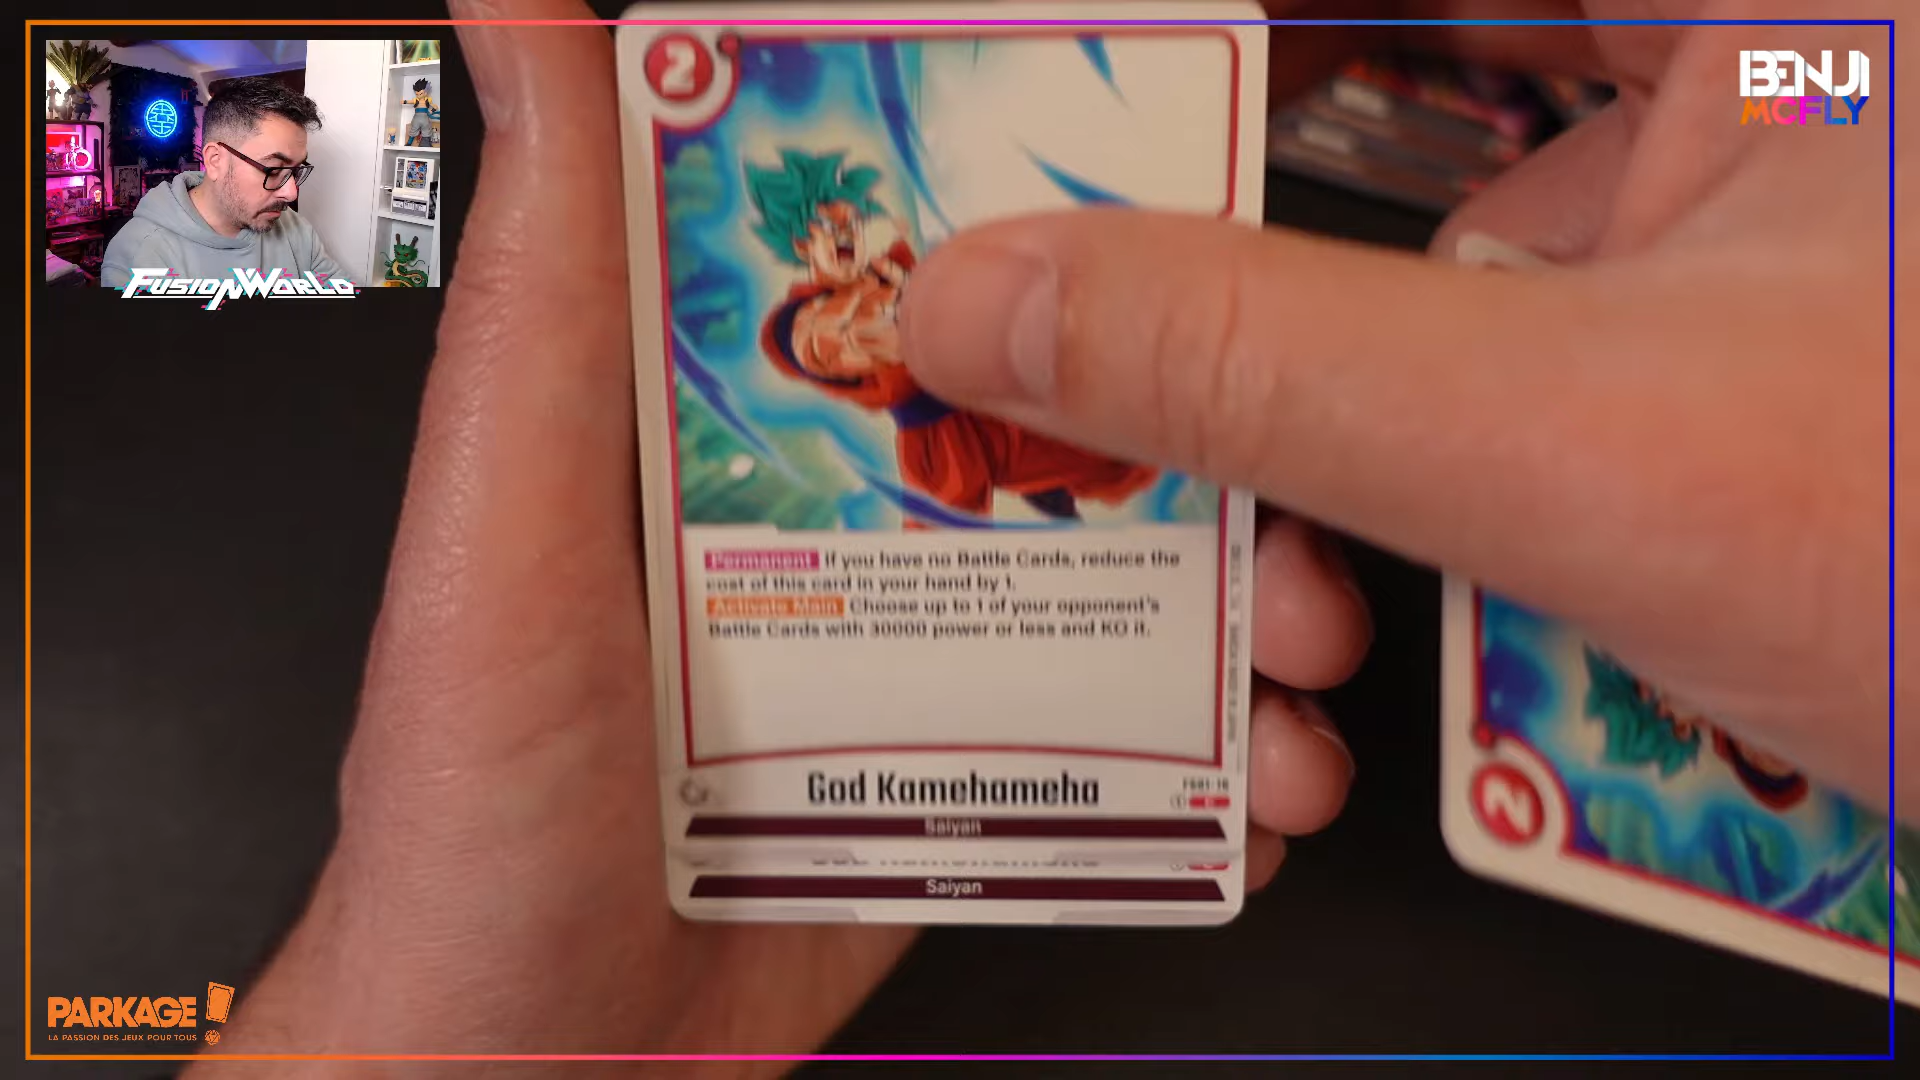 BENJI
MCFLY
FUSIONWORLD
2
Permanent If you have no Battle Cards, reduce the
cost of this card in your hand by 1.
Activate Main Choose up to 1 of your opponent's
Battle Cards with 30000 power or less and KO it.
God Kamehameha
FS01-16
Saiyan
Saiyan
2
PARKAGE
LA PASSION DES JEUX POUR TOUS